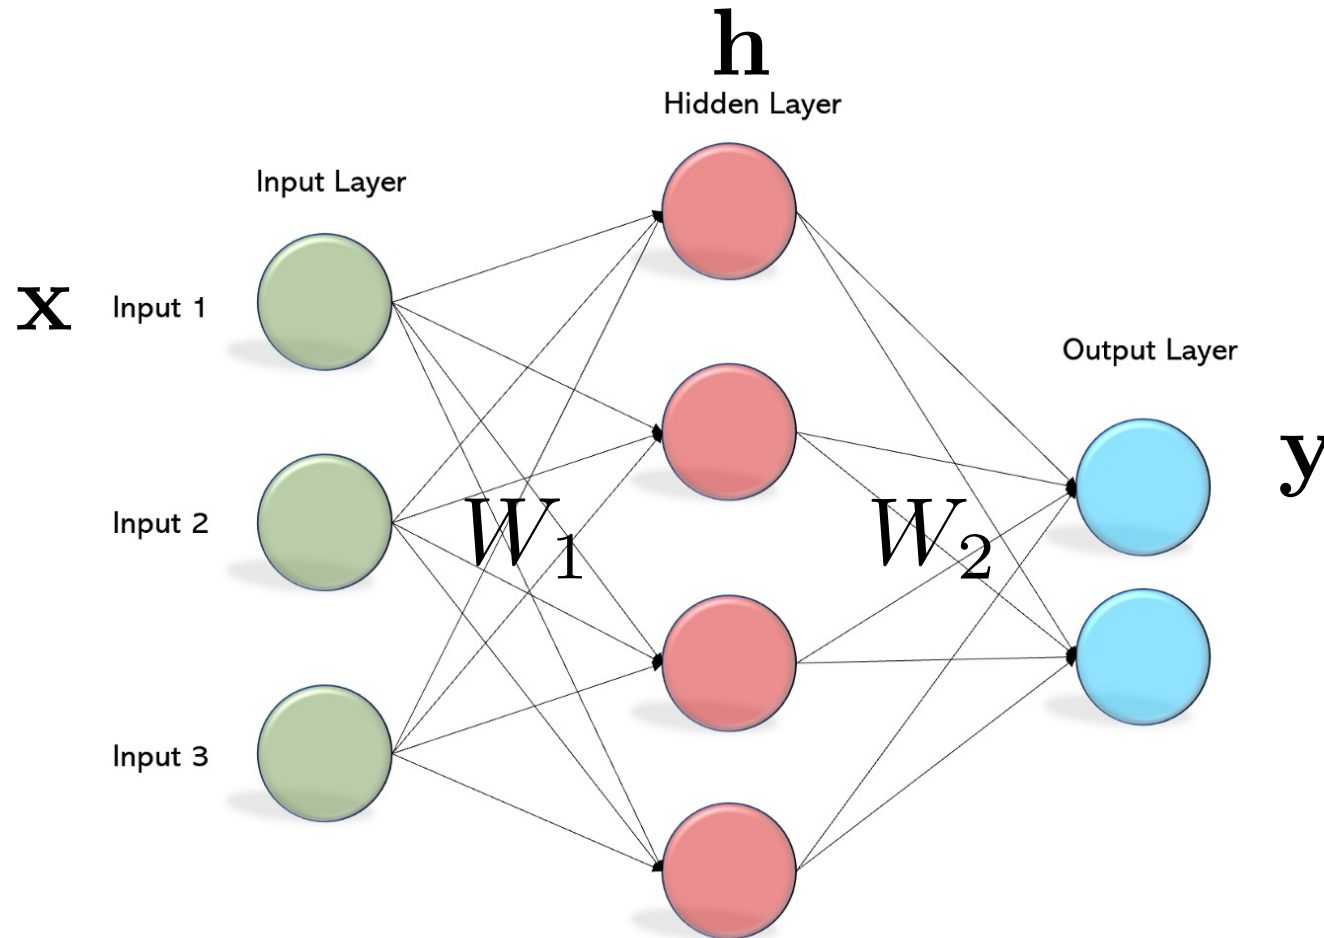 h
Hidden Layer
Input Layer
x
Input 1
Output Layer
y
Input 2
W₁
W₂
Input 3